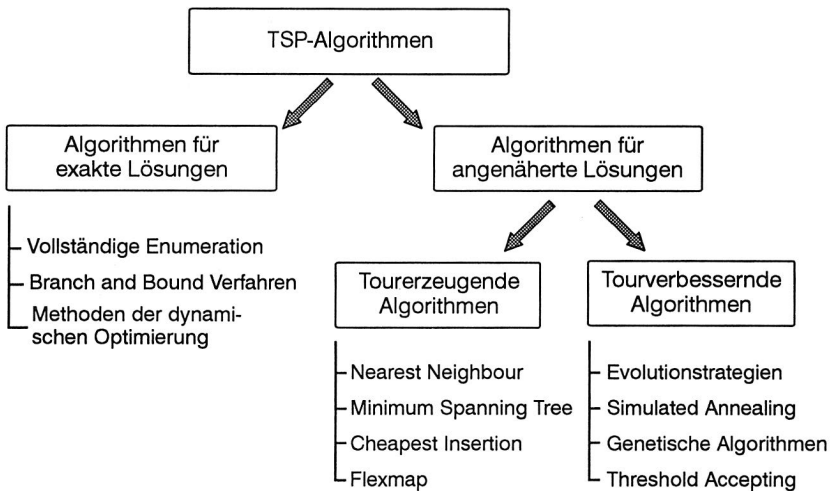 TSP-Algorithmen
Algorithmen für
exakte Lösungen
Vollständige Enumeration
Branch and Bound Verfahren
Methoden der dynami-
schen Optimierung
Algorithmen für
angenäherte Lösungen
Tourerzeugende
Algorithmen
Nearest Neighbour
Minimum Spanning Tree
Cheapest Insertion
Flexmap
Tourverbessernde
Algorithmen
Evolutionstrategien
Simulated Annealing
Genetische Algorithmen
Threshold Accepting